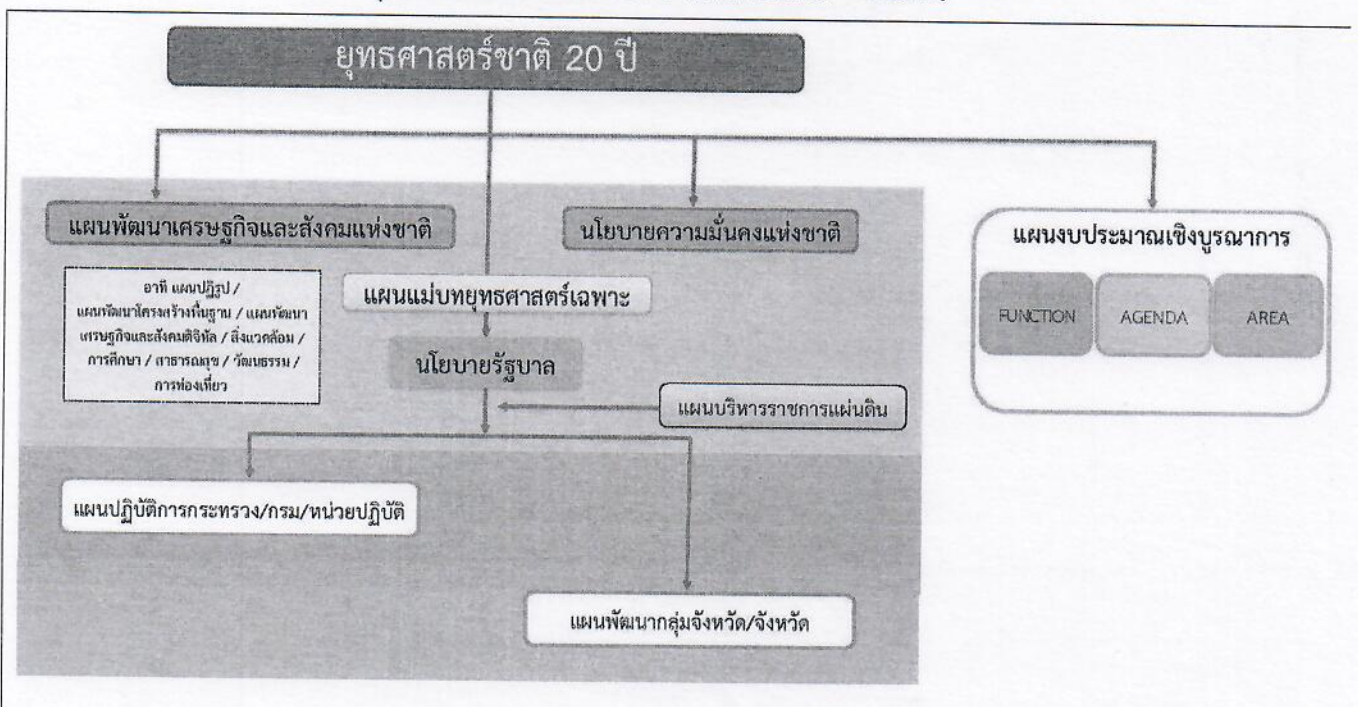 ยุทธศาสตร์ชาติ 20 ปี
แผนพัฒนาเศรษฐกิจและสังคมแห่งชาติ
นโยบายความมั่นคงแห่งชาติ
แผนงบประมาณเชิงบูรณาการ
FUNCTION
AGENDA
AREA
อาทิ แผนปฏิรูป /
แผนพัฒนาโครงสร้างพื้นฐาน / แผนพัฒนา
เศรษฐกิจและสังคมดิจิทัล / สิ่งแวดล้อม /
การศึกษา / สาธารณสุข / วัฒนธรรม /
การท่องเที่ยว
แผนแม่บทยุทธศาสตร์เฉพาะ
นโยบายรัฐบาล
แผนบริหารราชการแผ่นดิน
แผนปฏิบัติการกระทรวง/กรม/หน่วยปฏิบัติ
แผนพัฒนากลุ่มจังหวัด/จังหวัด